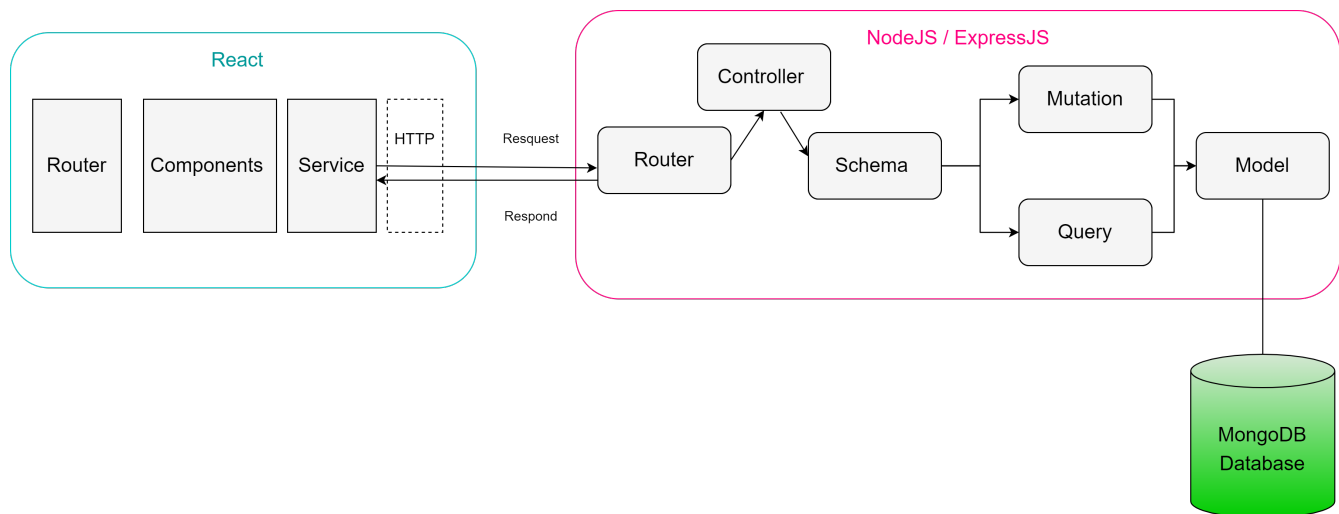 React
Router
Components
Service
HTTP
Resquest
Respond
NodeJS / ExpressJS
Router
Controller
Schema
Mutation
Query
Model
MongoDB
Database